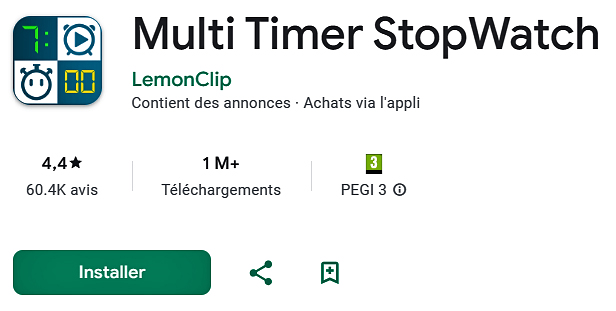 7:
00
Multi Timer StopWatch
LemonClip
Contient des annonces · Achats via l'appli
4,4★ 1 M+ 3
60.4K avis Téléchargements PEGI 3
Installer